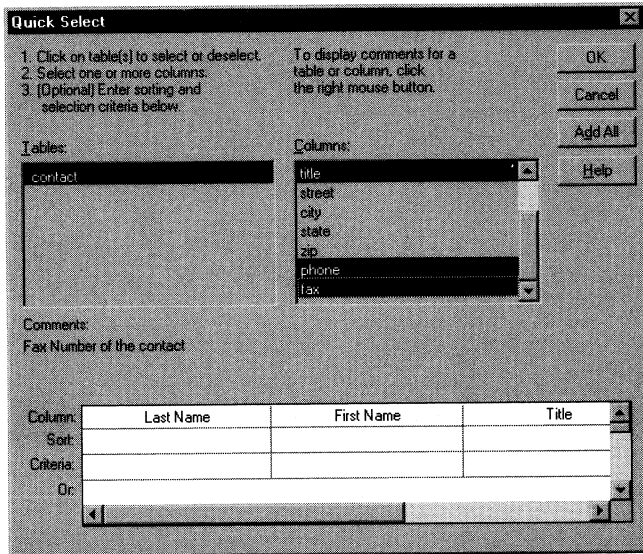 Quick Select
1. Click on table(s) to select or deselect.
2. Select one or more columns.
3. (Optional) Enter sorting and
selection criteria below.
To display comments for a
table or column, click
the right mouse button.
OK
Cancel
Add All
Help
Tables:
contact
Columns:
title
street
city
state
zip
phone
fax
Comments:
Fax Number of the contact
Column: Last Name First Name Title
Sort:
Criteria:
Or: